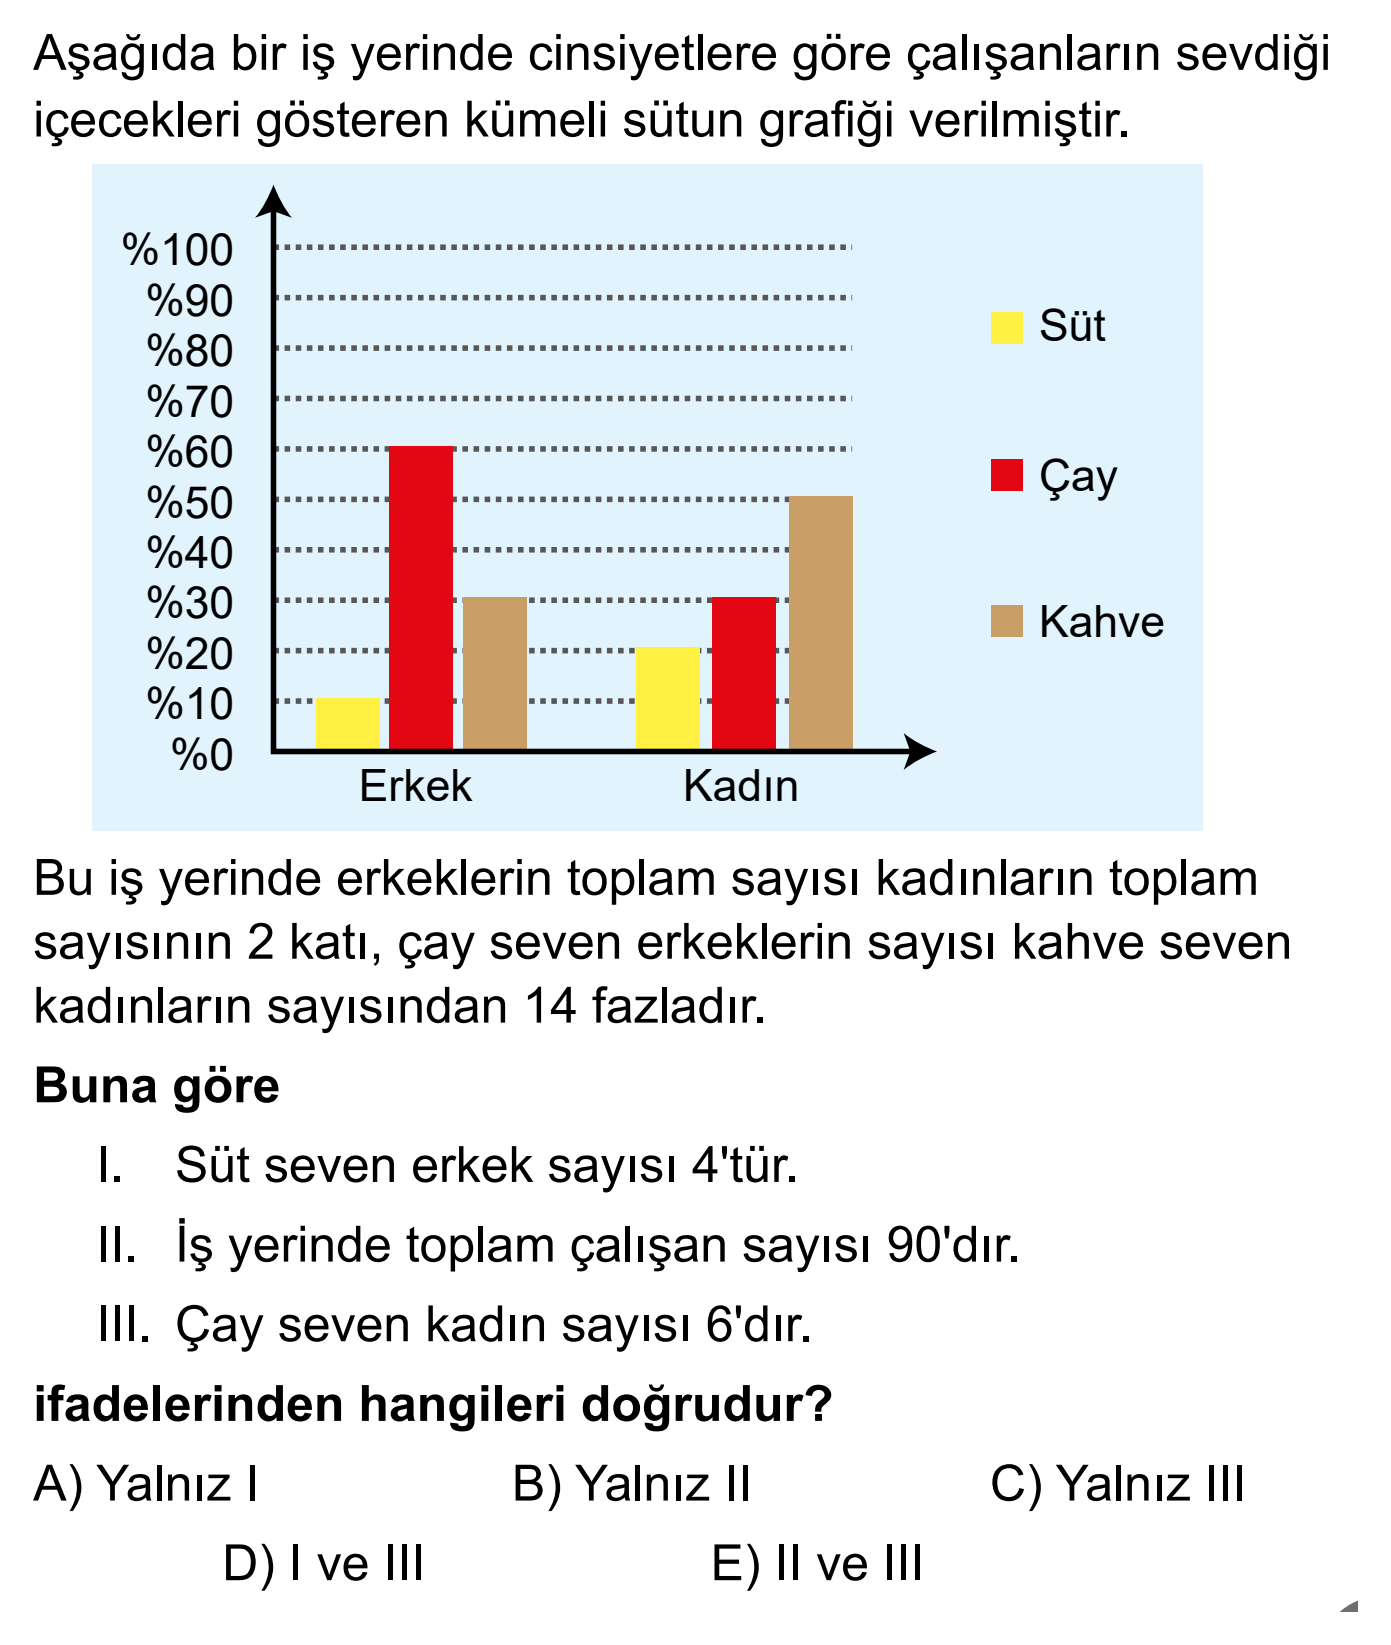 Aşağıda bir iş yerinde cinsiyetlere göre çalışanların sevdiği
içecekleri gösteren kümeli sütun grafiği verilmiştir.
%100
%90
%80
%70
%60
%50
%40
%30
%20
%10
%0
Erkek
Kadın
Süt
Çay
Kahve
Bu iş yerinde erkeklerin toplam sayısı kadınların toplam
sayısının 2 katı, çay seven erkeklerin sayısı kahve seven
kadınların sayısından 14 fazladır.
Buna göre
I. Süt seven erkek sayısı 4'tür.
II. İş yerinde toplam çalışan sayısı 90'dır.
III. Çay seven kadın sayısı 6'dır.
ifadelerinden hangileri doğrudur?
A) Yalnız I B) Yalnız II C) Yalnız III
D) I ve III E) II ve III